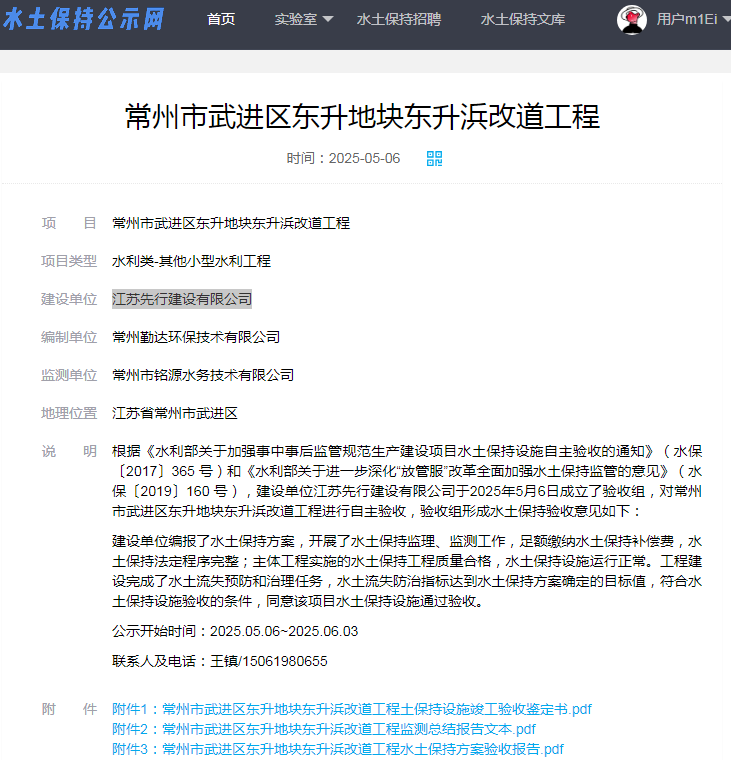 水土保持公示网 首页 实验室 水土保持招聘 水土保持文库 用户m1Ei
常州市武进区东升地块东升浜改道工程
时间：2025-05-06
项 目 常州市武进区东升地块东升浜改道工程
项目类型 水利类-其他小型水利工程
建设单位 江苏先行建设有限公司
编制单位 常州勤达环保技术有限公司
监测单位 常州市铭源水务技术有限公司
地理位置 江苏省常州市武进区
说 明 根据《水利部关于加强事中事后监管规范生产建设项目水土保持设施自主验收的通知》（水保
〔2017〕365 号）和《水利部关于进一步深化“放管服”改革全面加强水土保持监管的意见》（水
保〔2019〕160 号），建设单位江苏先行建设有限公司于2025年5月6日成立了验收组，对常州
市武进区东升地块东升浜改道工程进行自主验收，验收组形成水土保持验收意见如下：
建设单位编报了水土保持方案，开展了水土保持监理、监测工作，足额缴纳水土保持补偿费，水
土保持法定程序完整；主体工程实施的水土保持工程质量合格，水土保持设施运行正常。工程建
设完成了水土流失预防和治理任务，水土流失防治指标达到水土保持方案确定的目标值，符合水
土保持设施验收的条件，同意该项目水土保持设施通过验收。
公示开始时间：2025.05.06~2025.06.03
联系人及电话：王镇/15061980655
附 件 附件1：常州市武进区东升地块东升浜改道工程土保持设施竣工验收鉴定书.pdf
附件2：常州市武进区东升地块东升浜改道工程监测总结报告文本.pdf
附件3：常州市武进区东升地块东升浜改道工程水土保持方案验收报告.pdf